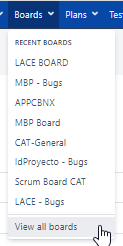 Boards Plans Te
RECENT BOARDS
LACE BOARD
MBP - Bugs
APPCBNX
MBP Board
CAT-General
IdProyecto - Bugs
Scrum Board CAT
LACE - Bugs
View all boards